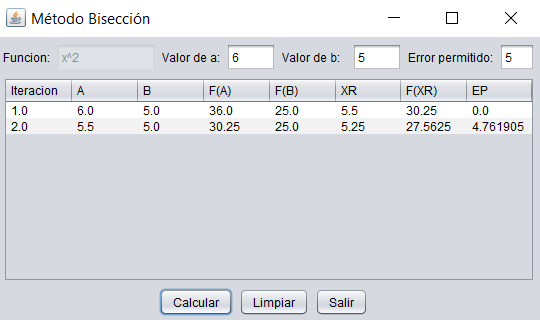 Método Bisección
Funcion: x^2 Valor de a: 6 Valor de b: 5 Error permitido: 5
Iteracion A B F(A) F(B) XR F(XR) EP
1.0 6.0 5.0 36.0 25.0 5.5 30.25 0.0
2.0 5.5 5.0 30.25 25.0 5.25 27.5625 4.761905
Calcular Limpiar Salir